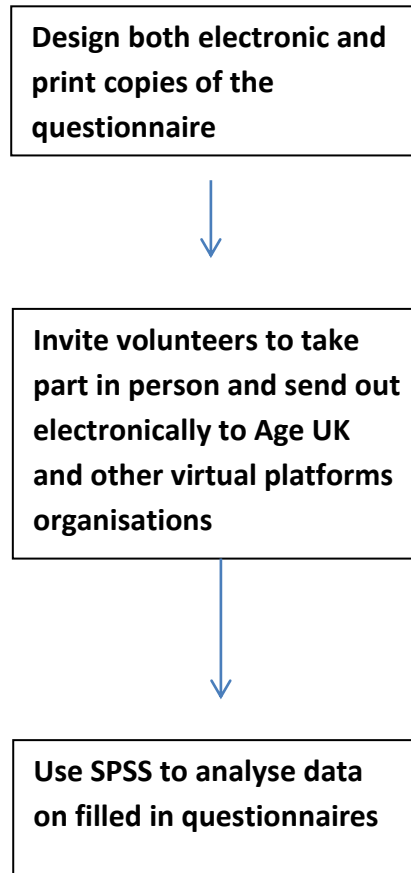 Design both electronic and
print copies of the
questionnaire
Invite volunteers to take
part in person and send out
electronically to Age UK
and other virtual platforms
organisations
Use SPSS to analyse data
on filled in questionnaires